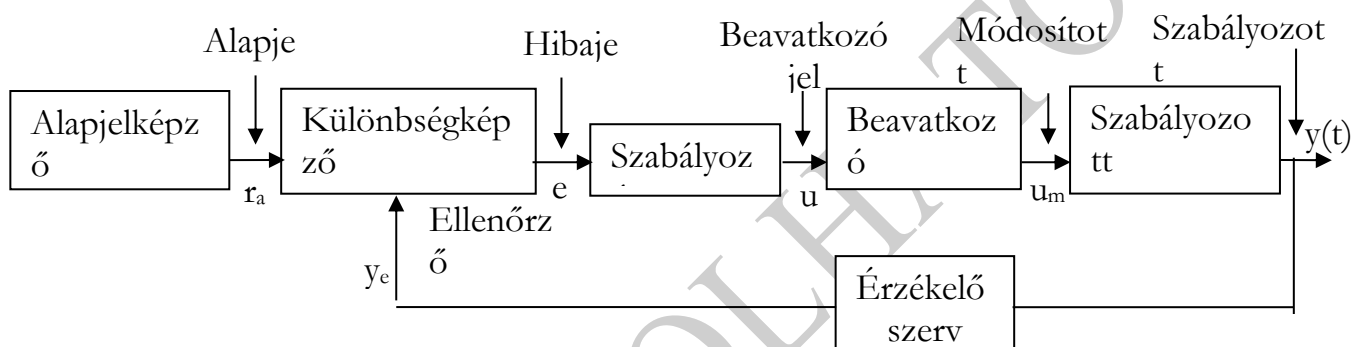 Alapje
Hibaje
Beavatkozó
jel
Módosítot
t
Szabályozot
t
Alapjelképz
ő
Különbségkép
ző
Szabályoz
Beavatkoz
ó
Szabályozo
tt
y(t)
rₐ
e
u
uₘ
Ellenőrz
ő
yₑ
Érzékelő
szerv